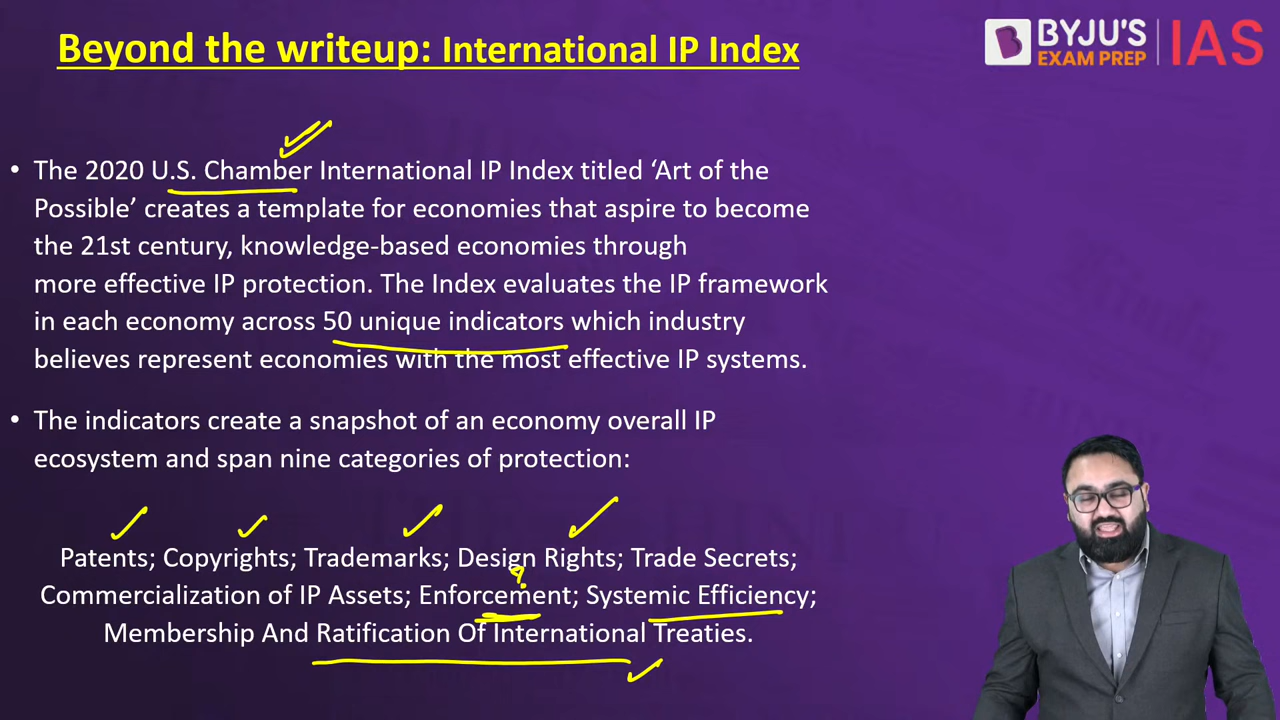 Beyond the writeup: International IP Index
BYJU'S
EXAM PREP
IAS
• The 2020 U.S. Chamber International IP Index titled ‘Art of the
Possible’ creates a template for economies that aspire to become
the 21st century, knowledge-based economies through
more effective IP protection. The Index evaluates the IP framework
in each economy across 50 unique indicators which industry
believes represent economies with the most effective IP systems.
• The indicators create a snapshot of an economy overall IP
ecosystem and span nine categories of protection:
Patents; Copyrights; Trademarks; Design Rights; Trade Secrets;
Commercialization of IP Assets; Enforcement; Systemic Efficiency;
Membership And Ratification Of International Treaties.